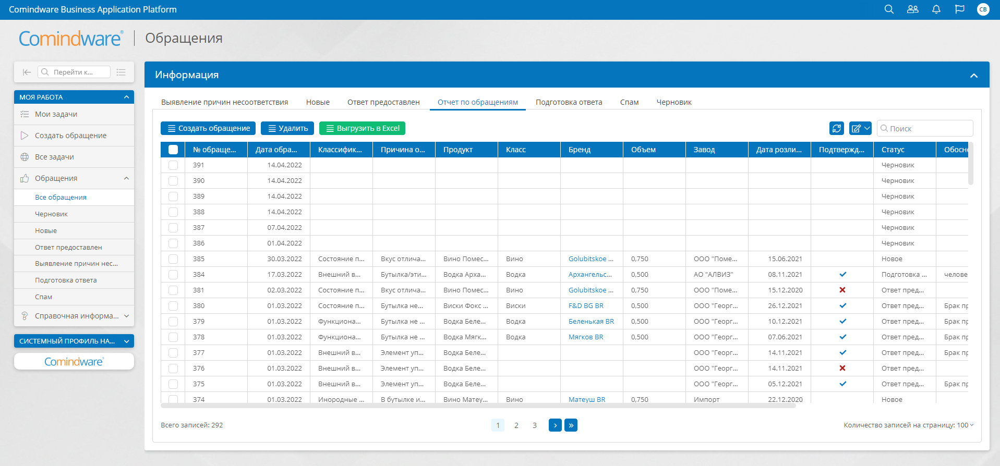 Comindware Business Application Platform
CB
Comindware®
Обращения
Перейти к...
МОЯ РАБОТА
Мои задачи
Создать обращение
Все задачи
Обращения
Все обращения
Черновик
Новые
Ответ предоставлен
Выявление причин нес...
Подготовка ответа
Спам
Справочная информа...
СИСТЕМНЫЙ ПРОФИЛЬ НА...
Comindware®
Информация
Выявление причин несоответствия Новые Ответ предоставлен Отчет по обращениям Подготовка ответа Спам Черновик
Создать обращение Удалить Выгрузить в Excel Поиск
№ обраще... Дата обра... Классифик... Причина о... Продукт Класс Бренд Объем Завод Дата розли... Подтвержд... Статус Обосно
391 14.04.2022 Черновик
390 14.04.2022 Черновик
389 14.04.2022 Черновик
388 14.04.2022 Черновик
387 07.04.2022 Черновик
386 01.04.2022 Черновик
385 30.03.2022 Состояние п... Вкус отлича... Вино Помес... Вино Golubitskoe ... 0,750 ООО "Поме... 15.06.2021 Новое
384 17.03.2022 Внешний в... Бутылка/эти... Водка Арха... Водка Архангельс... 0,500 АО "АЛВИЗ" 08.11.2021 Подготовка ... челове
381 02.03.2022 Состояние п... Вкус отлича... Вино Помес... Вино Golubitskoe ... 0,750 ООО "Поме... 15.12.2020 Ответ пред...
380 01.03.2022 Состояние п... Бутылка не... Виски Фокс ... Виски F&D BG BR 0,500 ООО "Георг... 26.12.2021 Ответ пред... Брак пр
379 01.03.2022 Функциона... Бутылка не ... Водка Беле... Водка Беленькая BR 0,500 ООО "Георг... 10.12.2021 Ответ пред... Брак пр
378 01.03.2022 Функциона... Бутылка не ... Водка Мягк... Водка Мягков BR 0,500 ООО "Георг... 07.06.2021 Ответ пред... Брак пр
377 01.03.2022 Внешний в... Элемент уп... Водка Беле... ООО "Георг... 14.11.2021 Ответ пред... Брак пр
376 01.03.2022 Внешний в... Элемент уп... Водка Беле... ООО "Георг... 14.11.2021 Ответ пред...
375 01.03.2022 Внешний в... Элемент уп... Водка Беле... ООО "Георг... 05.12.2021 Ответ пред... Брак пр
374 01.03.2022 Инородные ... В бутылке и... Вино Матеу... Вино Матеуш BR 0,750 Импорт 22.12.2020 Новое
Всего записей: 292 1 2 3 Количество записей на страницу: 100